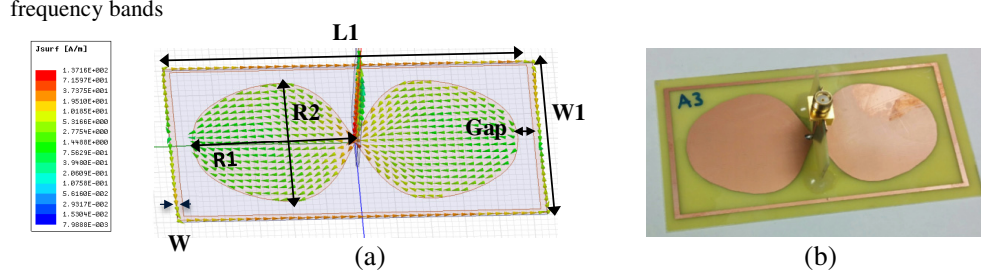 frequency bands
L1
Jsurf [A/m]
1.3716E+002
7.1597E+001
3.7375E+001
1.9510E+001
1.0185E+001
5.3166E+000
2.7754E+000
1.4488E+000
7.5629E-001
3.9480E-001
2.0609E-001
1.0758E-001
5.6160E-002
2.9317E-002
1.5304E-002
7.9888E-003
R2
W1
Gap
R1
W
A3
(a)
(b)